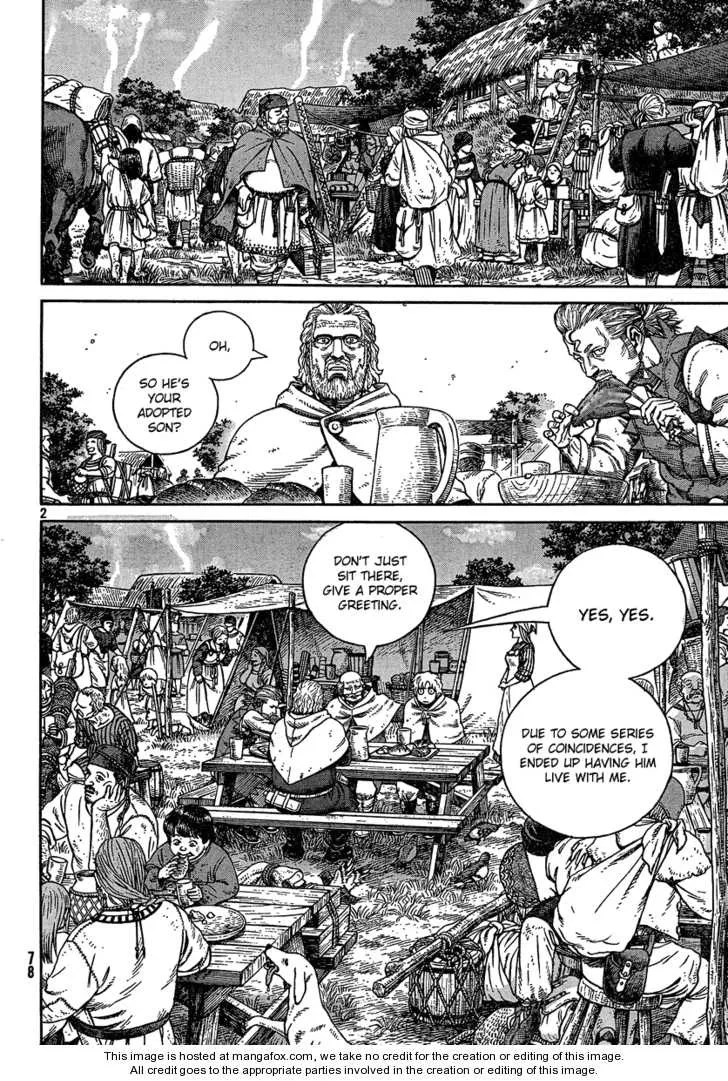 OH,
SO HE'S
YOUR
ADOPTED
SON?
2
DON'T JUST
SIT THERE,
GIVE A PROPER
GREETING.
YES, YES.
DUE TO SOME SERIES
OF COINCIDENCES, I
ENDED UP HAVING HIM
LIVE WITH ME.
78
This image is hosted at mangafox.com, we take no credit for the creation or editing of this image.
All credit goes to the appropriate parties involved in the creation or editing of this image.